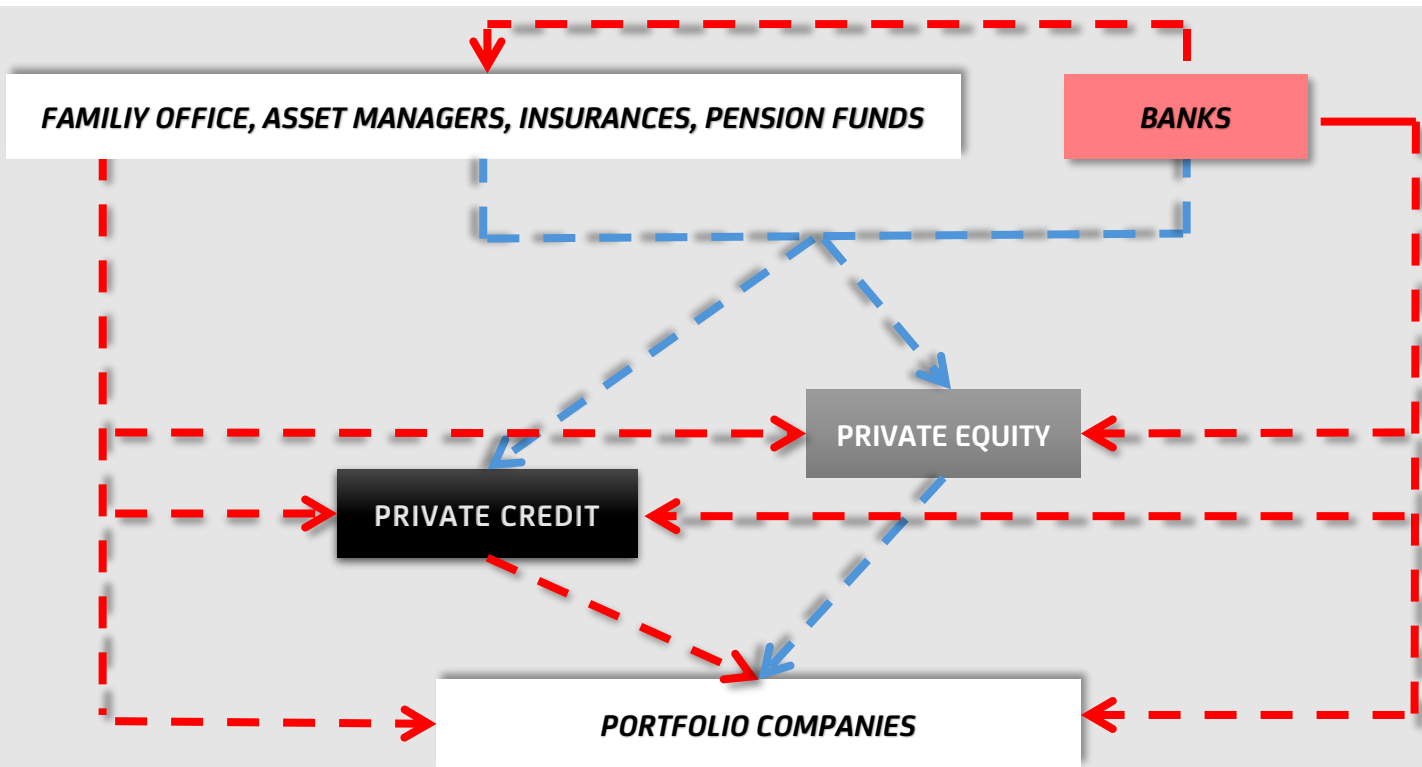 FAMILIY OFFICE, ASSET MANAGERS, INSURANCES, PENSION FUNDS
BANKS
PRIVATE EQUITY
PRIVATE CREDIT
PORTFOLIO COMPANIES